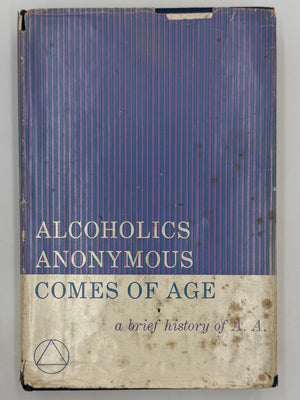 ALCOHOLICS
ANONYMOUS
COMES OF AGE
a brief history of A. A.